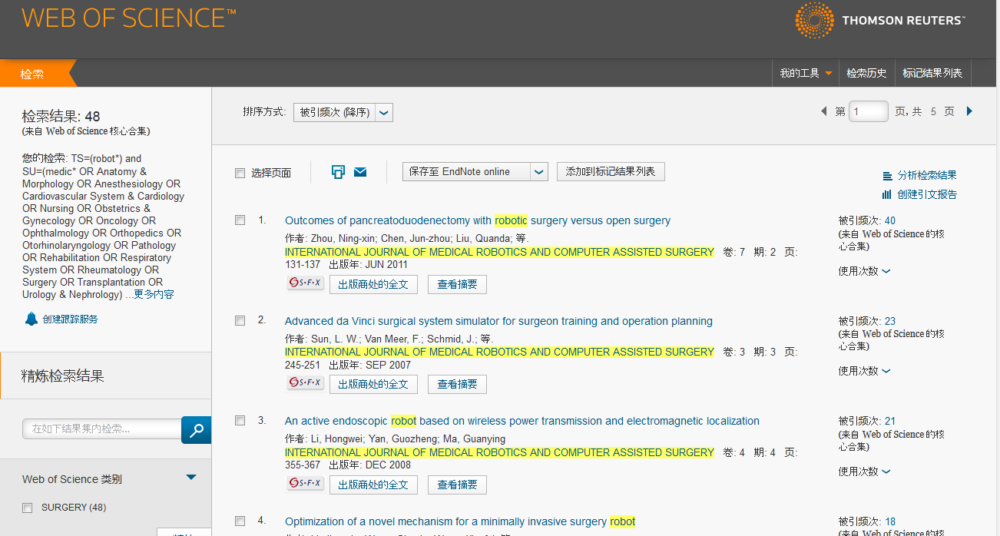 WEB OF SCIENCE™
THOMSON REUTERS™
检索
我的工具
检索历史
标记结果列表
检索结果: 48
(来自 Web of Science 核心合集)
您的检索: TS=(robot*) and
SU=(medic* OR Anatomy &
Morphology OR Anesthesiology OR
Cardiovascular System & Cardiology
OR Nursing OR Obstetrics &
Gynecology OR Oncology OR
Ophthalmology OR Orthopedics OR
Otorhinolaryngology OR Pathology
OR Rehabilitation OR Respiratory
System OR Rheumatology OR
Surgery OR Transplantation OR
Urology & Nephrology) ...更多内容
创建跟踪服务
精炼检索结果
在如下结果集内检索...
Web of Science 类别
SURGERY (48)
排序方式: 被引频次 (降序)
第 1 页, 共 5 页
选择页面
保存至 EndNote online
添加到标记结果列表
分析检索结果
创建引文报告
1. Outcomes of pancreatoduodenectomy with robotic surgery versus open surgery
作者: Zhou, Ning-xin; Chen, Jun-zhou; Liu, Quanda; 等.
INTERNATIONAL JOURNAL OF MEDICAL ROBOTICS AND COMPUTER ASSISTED SURGERY 卷: 7 期: 2 页:
131-137 出版年: JUN 2011
S·F·X 出版商处的全文 查看摘要
被引频次: 40
(来自 Web of Science 的核
心合集)
使用次数
2. Advanced da Vinci surgical system simulator for surgeon training and operation planning
作者: Sun, L. W.; Van Meer, F.; Schmid, J.; 等.
INTERNATIONAL JOURNAL OF MEDICAL ROBOTICS AND COMPUTER ASSISTED SURGERY 卷: 3 期: 3 页:
245-251 出版年: SEP 2007
S·F·X 出版商处的全文 查看摘要
被引频次: 23
(来自 Web of Science 的核
心合集)
使用次数
3. An active endoscopic robot based on wireless power transmission and electromagnetic localization
作者: Li, Hongwei; Yan, Guozheng; Ma, Guanying
INTERNATIONAL JOURNAL OF MEDICAL ROBOTICS AND COMPUTER ASSISTED SURGERY 卷: 4 期: 4 页:
355-367 出版年: DEC 2008
S·F·X 出版商处的全文 查看摘要
被引频次: 21
(来自 Web of Science 的核
心合集)
使用次数
4. Optimization of a novel mechanism for a minimally invasive surgery robot
被引频次: 18
(来自 Web of Science 的核